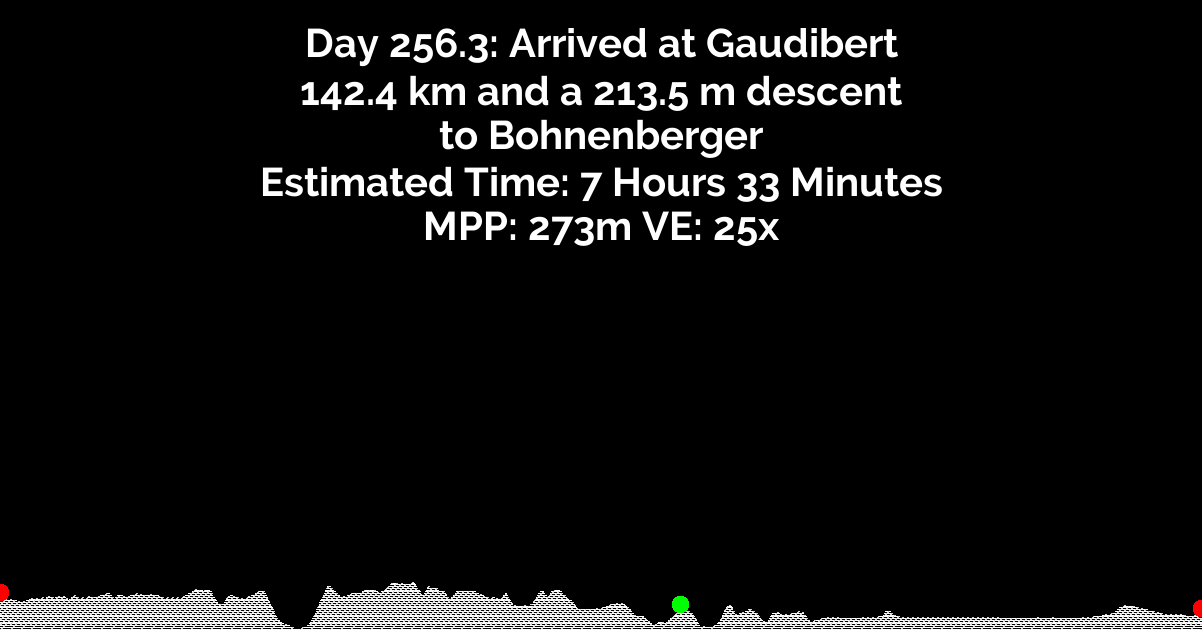 Day 256.3: Arrived at Gaudibert
142.4 km and a 213.5 m descent
to Bohnenberger
Estimated Time: 7 Hours 33 Minutes
MPP: 273m VE: 25x